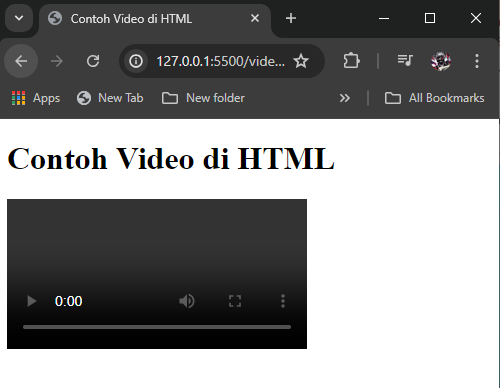 Contoh Video di HTML
127.0.0.1:5500/vide...
Apps New Tab New folder All Bookmarks
Contoh Video di HTML
0:00